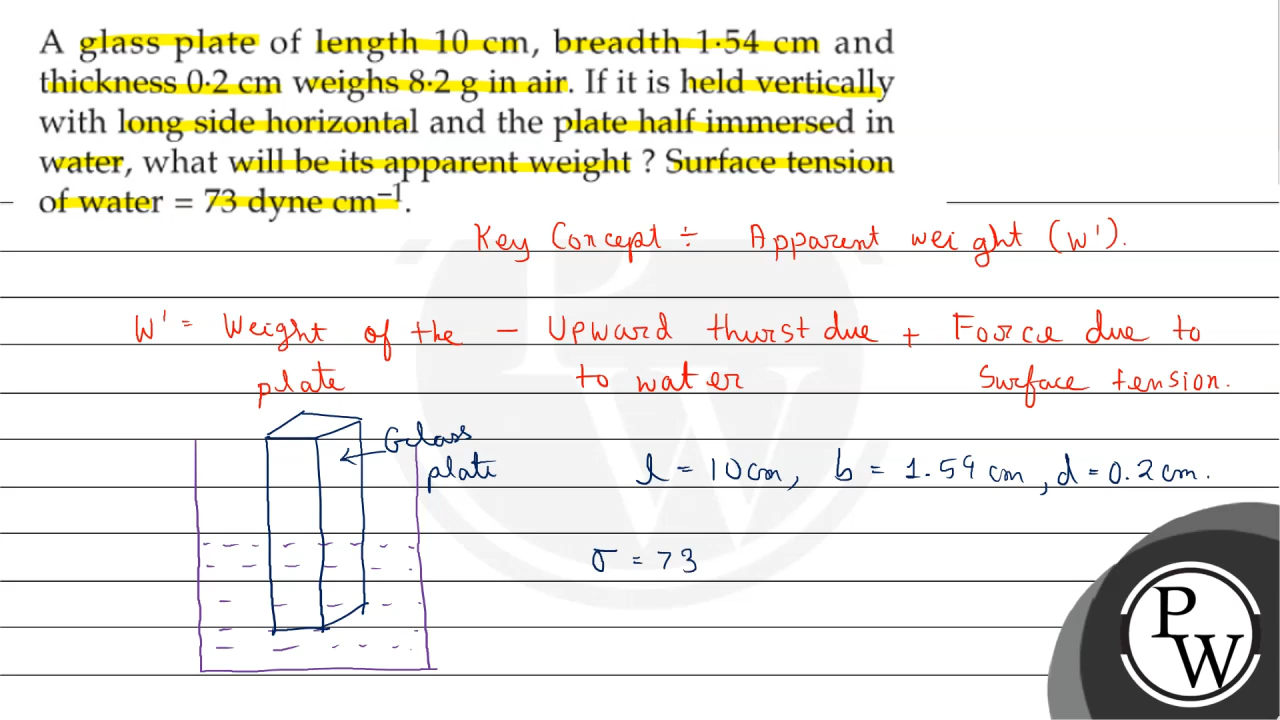 A glass plate of length 10 cm, breadth 1·54 cm and
thickness 0·2 cm weighs 8·2 g in air. If it is held vertically
with long side horizontal and the plate half immersed in
water, what will be its apparent weight ? Surface tension
of water = 73 dyne cm⁻¹.
Key Concept ÷ Apparent weight (W').
W' = Weight of the − Upward thurst due + Force due to
plate to water Surface tension.
Glass
plate
l = 10cm, b = 1.54 cm, d = 0.2 cm.
σ = 73
P
W